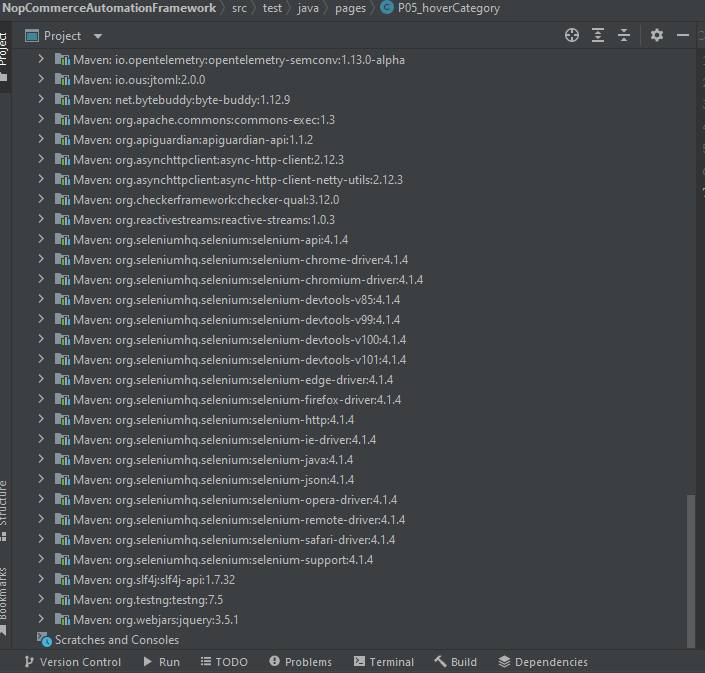 NopCommerceAutomationFramework src test java pages P05_hoverCategory
Project
Project
Maven: io.opentelemetry:opentelemetry-semconv:1.13.0-alpha
Maven: io.ous:jtoml:2.0.0
Maven: net.bytebuddy:byte-buddy:1.12.9
Maven: org.apache.commons:commons-exec:1.3
Maven: org.apiguardian:apiguardian-api:1.1.2
Maven: org.asynchttpclient:async-http-client:2.12.3
Maven: org.asynchttpclient:async-http-client-netty-utils:2.12.3
Maven: org.checkerframework:checker-qual:3.12.0
Maven: org.reactivestreams:reactive-streams:1.0.3
Maven: org.seleniumhq.selenium:selenium-api:4.1.4
Maven: org.seleniumhq.selenium:selenium-chrome-driver:4.1.4
Maven: org.seleniumhq.selenium:selenium-chromium-driver:4.1.4
Maven: org.seleniumhq.selenium:selenium-devtools-v85:4.1.4
Maven: org.seleniumhq.selenium:selenium-devtools-v99:4.1.4
Maven: org.seleniumhq.selenium:selenium-devtools-v100:4.1.4
Maven: org.seleniumhq.selenium:selenium-devtools-v101:4.1.4
Maven: org.seleniumhq.selenium:selenium-edge-driver:4.1.4
Maven: org.seleniumhq.selenium:selenium-firefox-driver:4.1.4
Maven: org.seleniumhq.selenium:selenium-http:4.1.4
Maven: org.seleniumhq.selenium:selenium-ie-driver:4.1.4
Maven: org.seleniumhq.selenium:selenium-java:4.1.4
Maven: org.seleniumhq.selenium:selenium-json:4.1.4
Maven: org.seleniumhq.selenium:selenium-opera-driver:4.1.4
Maven: org.seleniumhq.selenium:selenium-remote-driver:4.1.4
Maven: org.seleniumhq.selenium:selenium-safari-driver:4.1.4
Maven: org.seleniumhq.selenium:selenium-support:4.1.4
Maven: org.slf4j:slf4j-api:1.7.32
Maven: org.testng:testng:7.5
Maven: org.webjars:jquery:3.5.1
Scratches and Consoles
Structure
Bookmarks
Version Control Run TODO Problems Terminal Build Dependencies